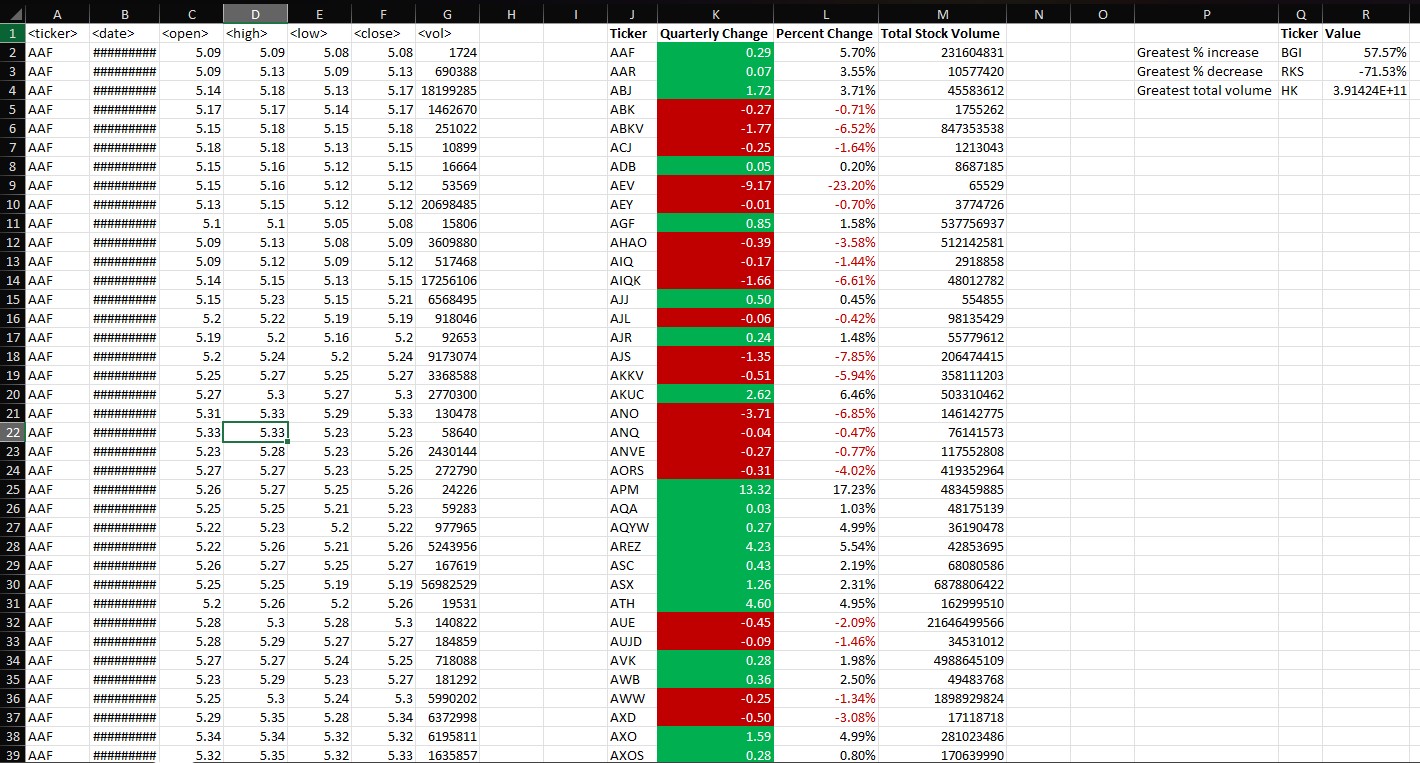 A B C D E F G H I J K L M N O P Q R
1 <ticker> <date> <open> <high> <low> <close> <vol> Ticker Quarterly Change Percent Change Total Stock Volume Ticker Value
2 AAF ######### 5.09 5.09 5.08 5.08 1724 AAF 0.29 5.70% 231604831 Greatest % increase BGI 57.57%
3 AAF ######### 5.09 5.13 5.09 5.13 690388 AAR 0.07 3.55% 10577420 Greatest % decrease RKS -71.53%
4 AAF ######### 5.14 5.18 5.13 5.17 18199285 ABJ 1.72 3.71% 45583612 Greatest total volume HK 3.91424E+11
5 AAF ######### 5.17 5.17 5.14 5.17 1462670 ABK -0.27 -0.71% 1755262
6 AAF ######### 5.15 5.18 5.15 5.18 251022 ABKV -1.77 -6.52% 847353538
7 AAF ######### 5.18 5.18 5.13 5.15 10899 ACJ -0.25 -1.64% 1213043
8 AAF ######### 5.15 5.16 5.12 5.15 16664 ADB 0.05 0.20% 8687185
9 AAF ######### 5.15 5.16 5.12 5.12 53569 AEV -9.17 -23.20% 65529
10 AAF ######### 5.13 5.15 5.12 5.12 20698485 AEY -0.01 -0.70% 3774726
11 AAF ######### 5.1 5.1 5.05 5.08 15806 AGF 0.85 1.58% 537756937
12 AAF ######### 5.09 5.13 5.08 5.09 3609880 AHAO -0.39 -3.58% 512142581
13 AAF ######### 5.09 5.12 5.09 5.12 517468 AIQ -0.17 -1.44% 2918858
14 AAF ######### 5.14 5.15 5.13 5.15 17256106 AIQK -1.66 -6.61% 48012782
15 AAF ######### 5.15 5.23 5.15 5.21 6568495 AJJ 0.50 0.45% 554855
16 AAF ######### 5.2 5.22 5.19 5.19 918046 AJL -0.06 -0.42% 98135429
17 AAF ######### 5.19 5.2 5.16 5.2 92653 AJR 0.24 1.48% 55779612
18 AAF ######### 5.2 5.24 5.2 5.24 9173074 AJS -1.35 -7.85% 206474415
19 AAF ######### 5.25 5.27 5.25 5.27 3368588 AKKV -0.51 -5.94% 358111203
20 AAF ######### 5.27 5.3 5.27 5.3 2770300 AKUC 2.62 6.46% 503310462
21 AAF ######### 5.31 5.33 5.29 5.33 130478 ANO -3.71 -6.85% 146142775
22 AAF ######### 5.33 5.33 5.23 5.23 58640 ANQ -0.04 -0.47% 76141573
23 AAF ######### 5.23 5.28 5.23 5.26 2430144 ANVE -0.27 -0.77% 117552808
24 AAF ######### 5.27 5.27 5.23 5.25 272790 AORS -0.31 -4.02% 419352964
25 AAF ######### 5.26 5.27 5.25 5.26 24226 APM 13.32 17.23% 483459885
26 AAF ######### 5.25 5.25 5.21 5.23 59283 AQA 0.03 1.03% 48175139
27 AAF ######### 5.22 5.23 5.2 5.22 977965 AQYW 0.27 4.99% 36190478
28 AAF ######### 5.22 5.26 5.21 5.26 5243956 AREZ 4.23 5.54% 42853695
29 AAF ######### 5.26 5.27 5.25 5.25 167619 ASC 0.43 2.19% 68080586
30 AAF ######### 5.25 5.25 5.19 5.19 56982529 ASX 1.26 2.31% 6878806422
31 AAF ######### 5.2 5.26 5.2 5.26 19531 ATH 4.60 4.95% 162999510
32 AAF ######### 5.28 5.3 5.28 5.3 140822 AUE -0.45 -2.09% 21646499566
33 AAF ######### 5.28 5.29 5.27 5.27 184859 AUJD -0.09 -1.46% 34531012
34 AAF ######### 5.27 5.27 5.24 5.25 718088 AVK 0.28 1.98% 4988645109
35 AAF ######### 5.23 5.29 5.23 5.27 181292 AWB 0.36 2.50% 49483768
36 AAF ######### 5.25 5.3 5.24 5.3 5990202 AWW -0.25 -1.34% 1898929824
37 AAF ######### 5.29 5.35 5.28 5.34 6372998 AXD -0.50 -3.08% 17118718
38 AAF ######### 5.34 5.34 5.32 5.32 6195811 AXO 1.59 4.99% 281023486
39 AAF ######### 5.32 5.35 5.32 5.33 1635857 AXOS 0.28 0.80% 170639990